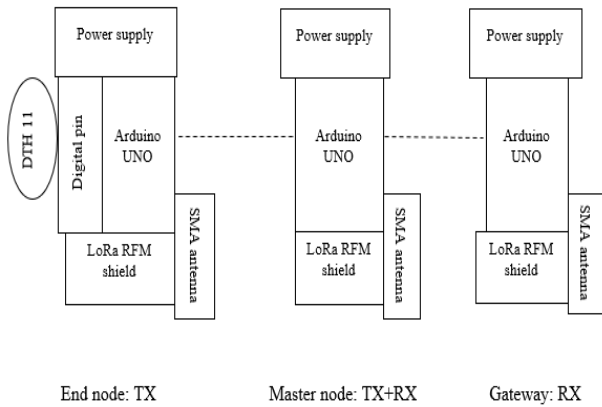 Power supply
DTH 11
Digital pin
Arduino
UNO
LoRa RFM
shield
SMA antenna
End node: TX
Power supply
Arduino
UNO
LoRa RFM
shield
SMA antenna
Master node: TX+RX
Power supply
Arduino
UNO
LoRa RFM
shield
SMA antenna
Gateway: RX